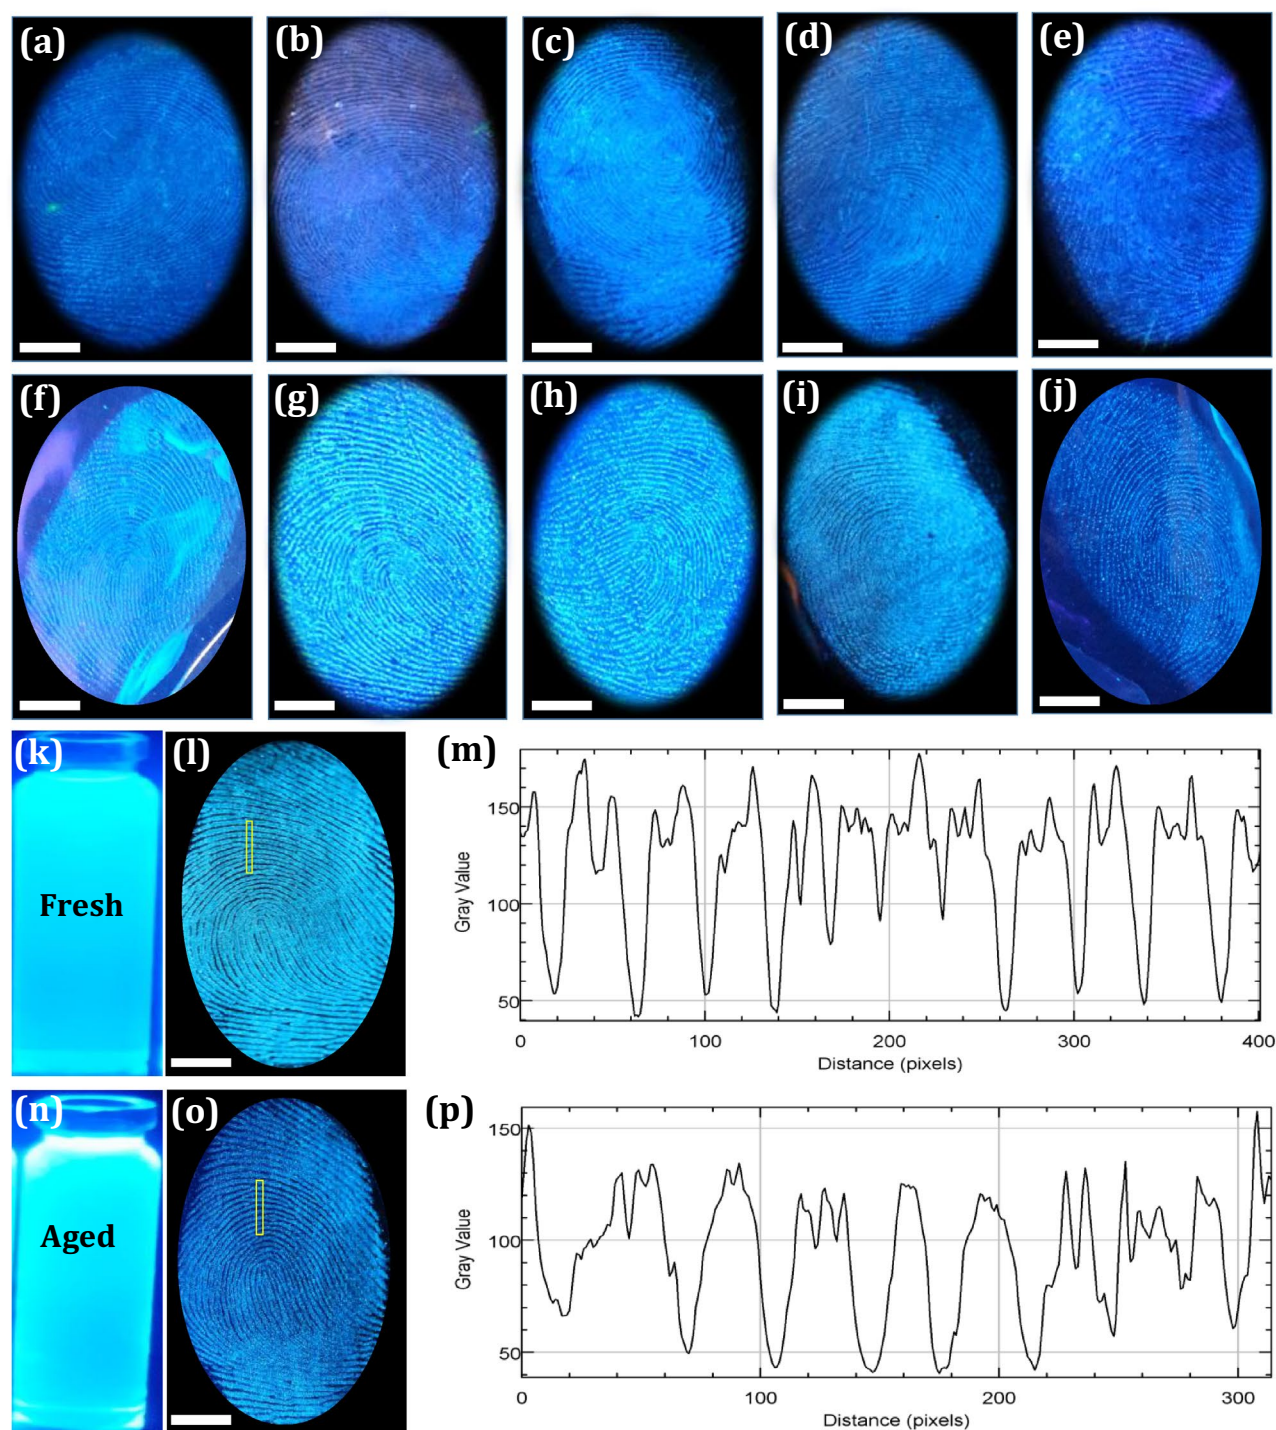 (a) (b) (c) (d) (e)
(f) (g) (h) (i) (j)
(k) (l) (m)
Fresh
Gray Value
150
100
50
0 100 200 300 400
Distance (pixels)
(n) (o) (p)
Aged
Gray Value
150
100
50
0 100 200 300
Distance (pixels)